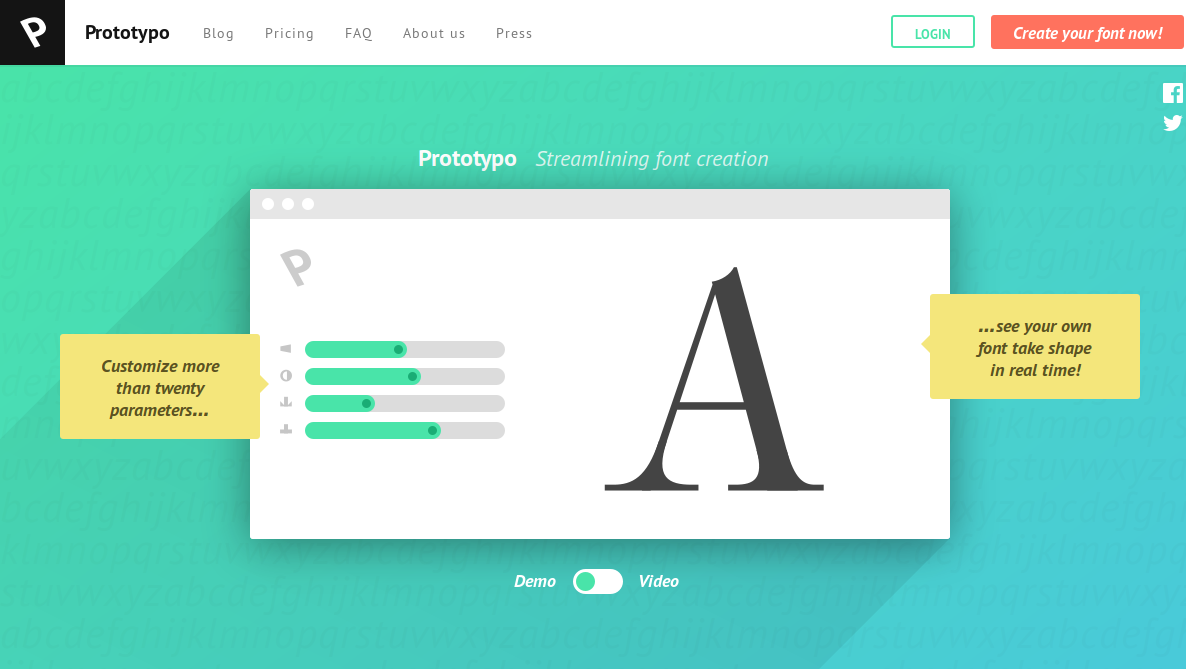 Prototypo Blog Pricing FAQ About us Press LOGIN Create your font now!
Prototypo Streamlining font creation
Customize more
than twenty
parameters...
A
...see your own
font take shape
in real time!
Demo Video